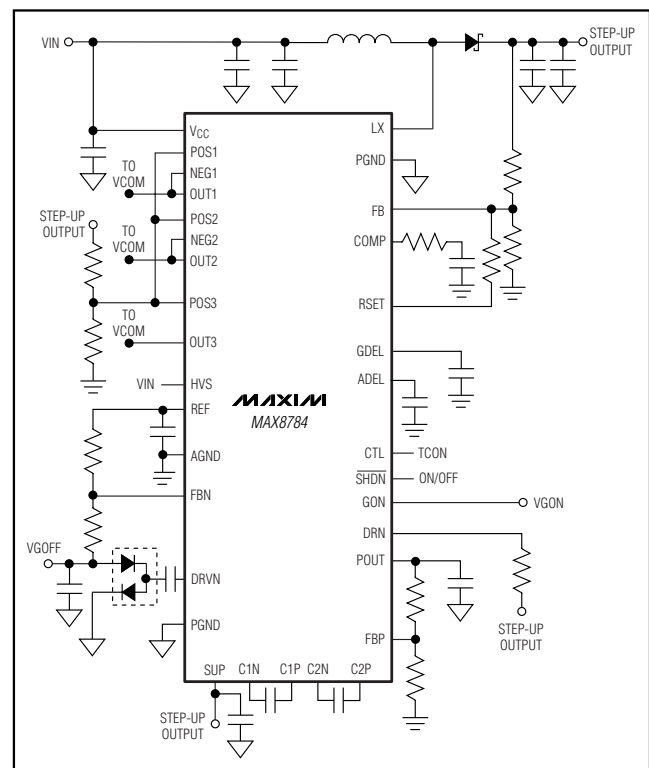 VIN
STEP-UP
OUTPUT
VCC
LX
POS1
PGND
TO
VCOM
NEG1
OUT1
STEP-UP
OUTPUT
POS2
FB
TO
VCOM
NEG2
OUT2
COMP
POS3
RSET
TO
VCOM
OUT3
GDEL
VIN
HVS
ADEL
MAXIM
MAX8784
REF
AGND
CTL
TCON
SHDN
ON/OFF
FBN
GON
VGON
DRN
VGOFF
POUT
DRVN
PGND
FBP
STEP-UP
OUTPUT
SUP
C1N
C1P
C2N
C2P
STEP-UP
OUTPUT